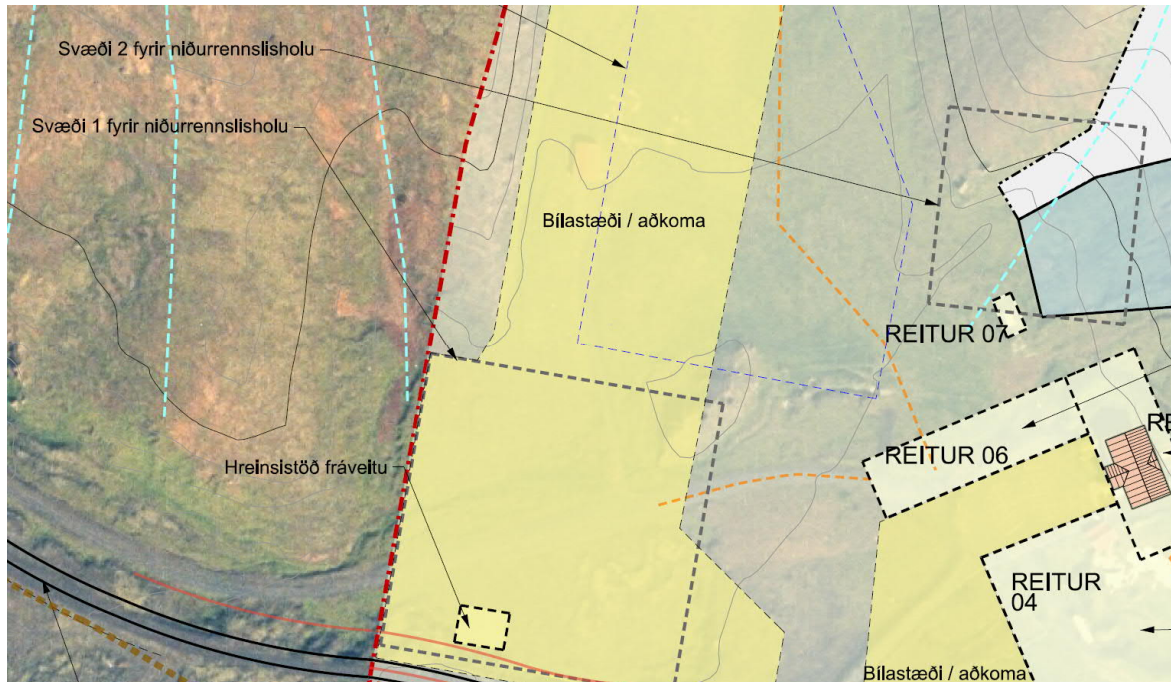 Svæði 2 fyrir niðurrennslisholu
Svæði 1 fyrir niðurrennslisholu
Bílastæði / aðkoma
REITUR 07
REITUR 06
RE
Hreinsistöð fráveitu
REITUR
04
Bílastæði / aðkoma